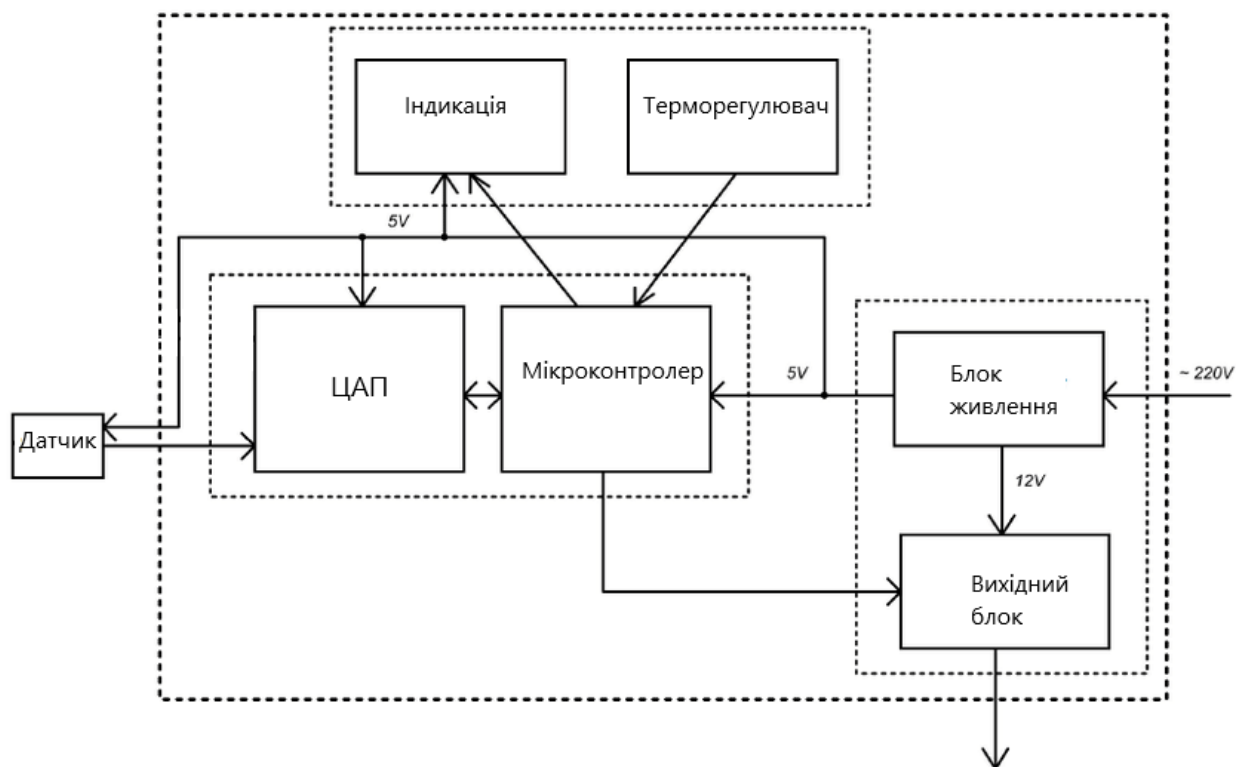 Індикація
Терморегулювач
5V
ЦАП
Мікроконтролер
5V
Блок
живлення
~ 220V
Датчик
12V
Вихідний
блок